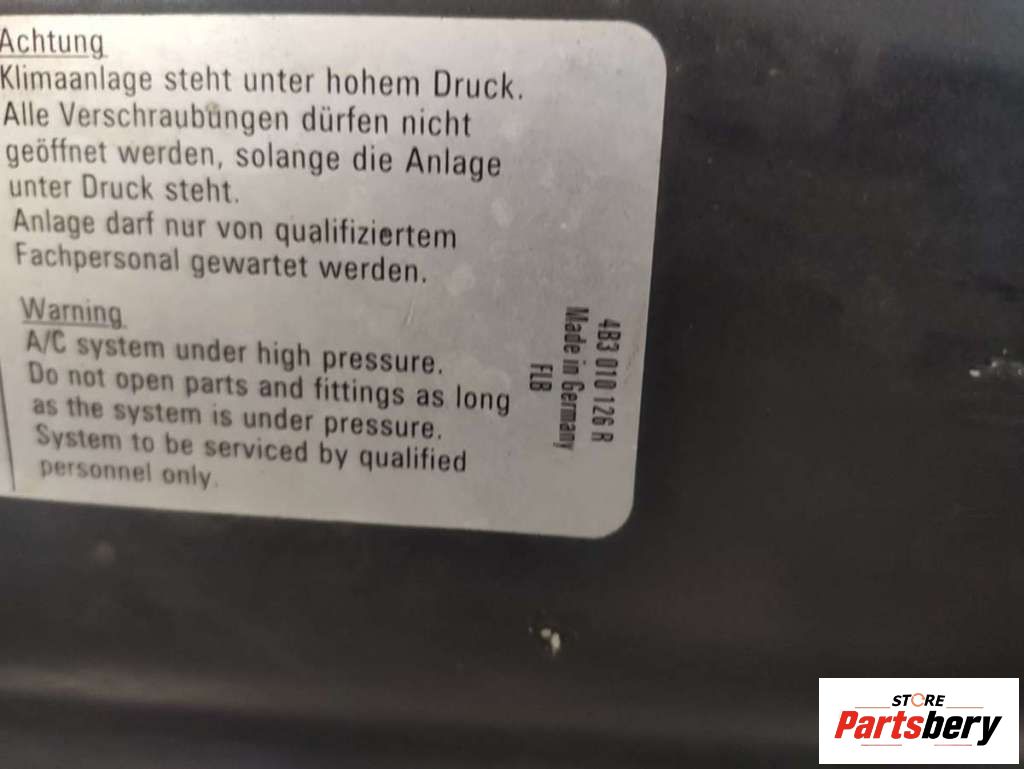 Achtung
Klimaanlage steht unter hohem Druck.
Alle Verschraubungen dürfen nicht
geöffnet werden, solange die Anlage
unter Druck steht.
Anlage darf nur von qualifiziertem
Fachpersonal gewartet werden.
Warning
A/C system under high pressure.
Do not open parts and fittings as long
as the system is under pressure.
System to be serviced by qualified
personnel only.
4B3 010 126 R
Made in Germany
FLB
STORE
Partsbery